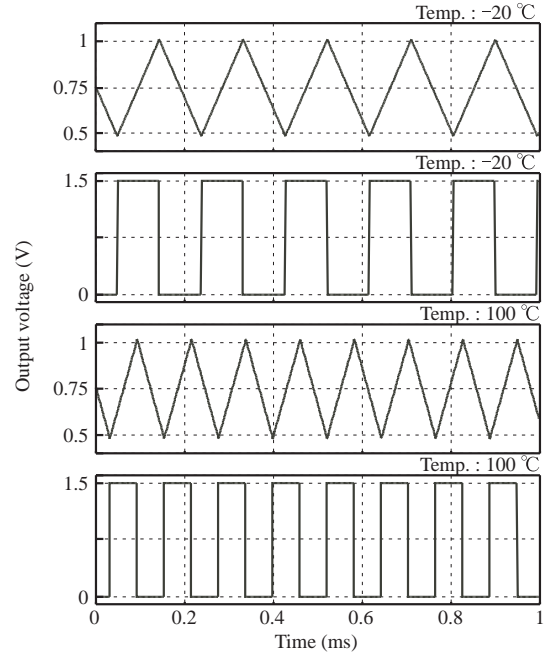 Temp. : −20 ℃
1
0.75
0.5
Temp. : −20 ℃
1.5
0
Temp. : 100 ℃
1
0.75
0.5
Temp. : 100 ℃
1.5
0
0 0.2 0.4 0.6 0.8 1
Time (ms)
Output voltage (V)